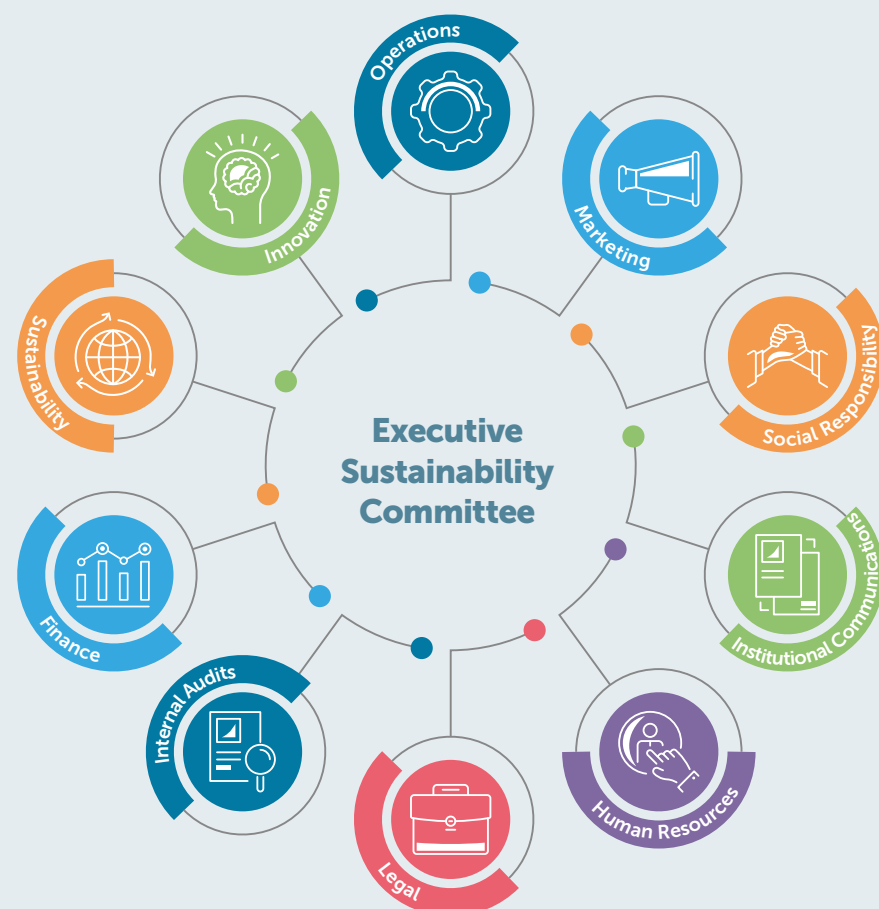 Operations
Marketing
Social Responsibility
Institutional Communications
Human Resources
Legal
Internal Audits
Finance
Sustainability
Innovation
Executive
Sustainability
Committee